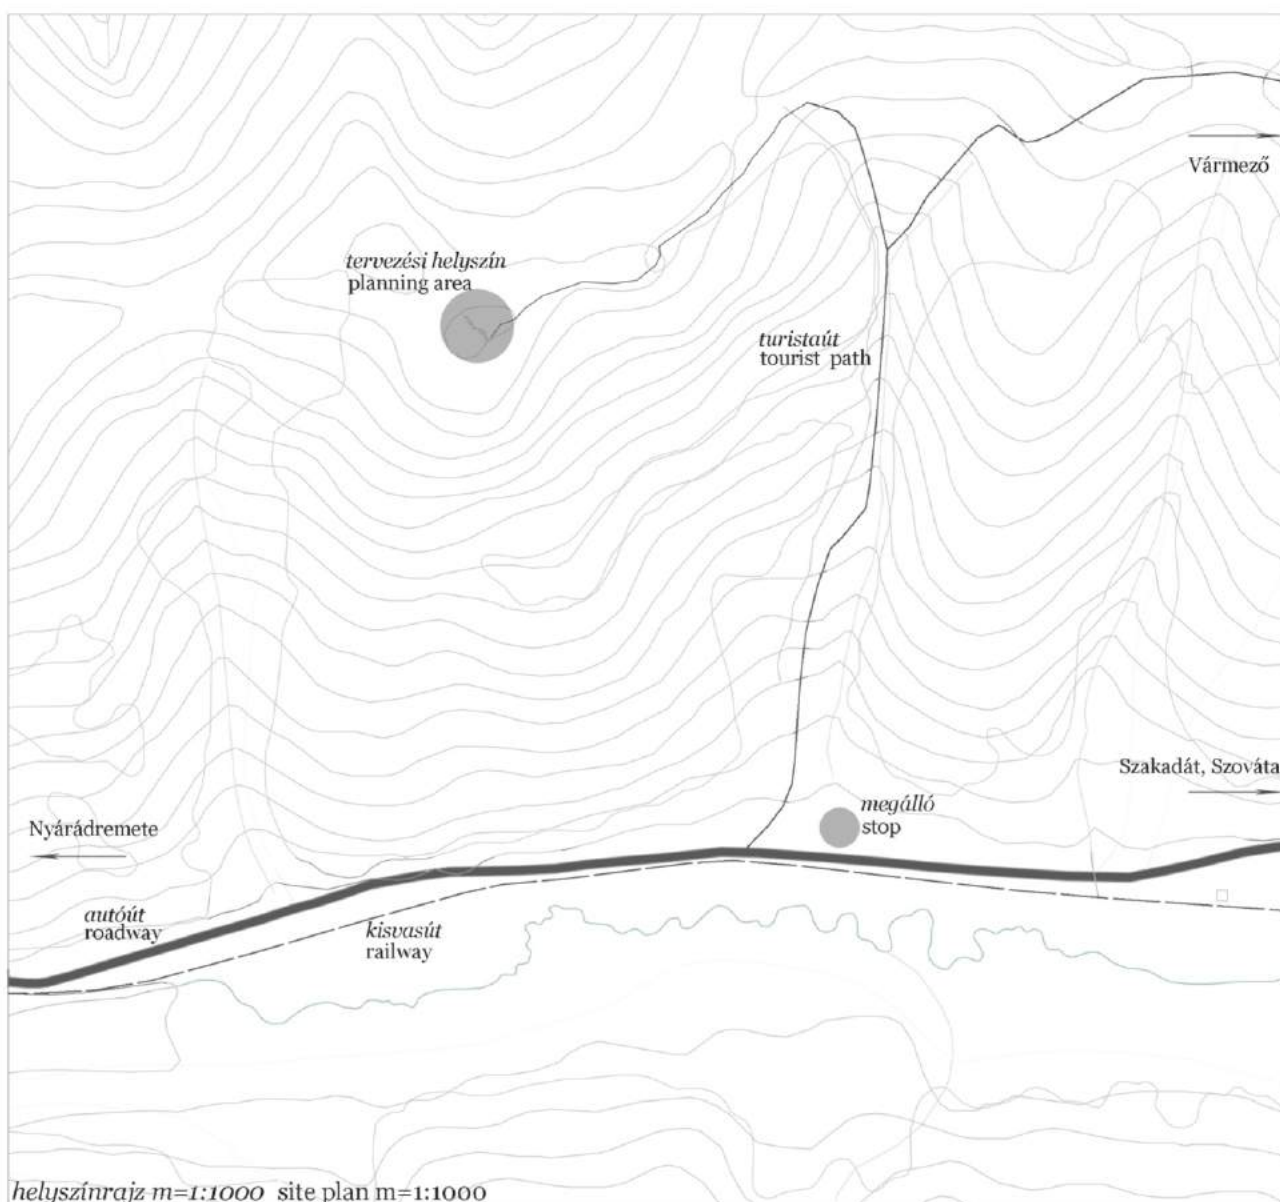 Vármező
tervezési helyszín
planning area
turistaút
tourist path
Szakadát, Szováta
megálló
stop
Nyárádremete
autóút
roadway
kisvasút
railway
helyszínrajz m=1:1000 site plan m=1:1000